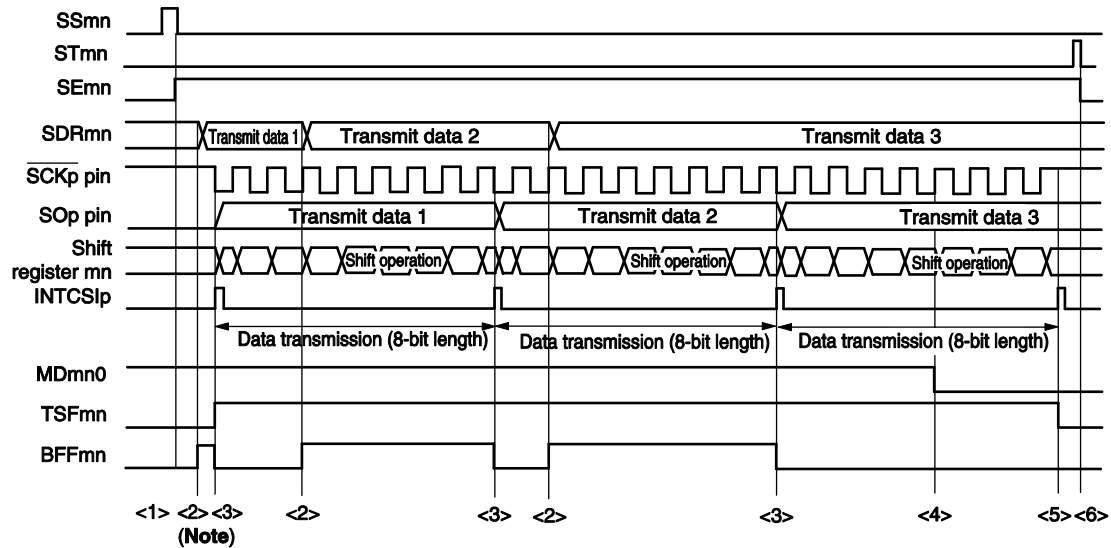 SSmn
STmn
SEmn
SDRmn Transmit data 1 Transmit data 2 Transmit data 3
SCKp pin
SOp pin Transmit data 1 Transmit data 2 Transmit data 3
Shift
register mn Shift operation Shift operation Shift operation
INTCSIp
Data transmission (8-bit length) Data transmission (8-bit length) Data transmission (8-bit length)
MDmn0
TSFmn
BFFmn
<1> <2> <3> <2> <3> <2> <3> <4> <5> <6>
(Note)